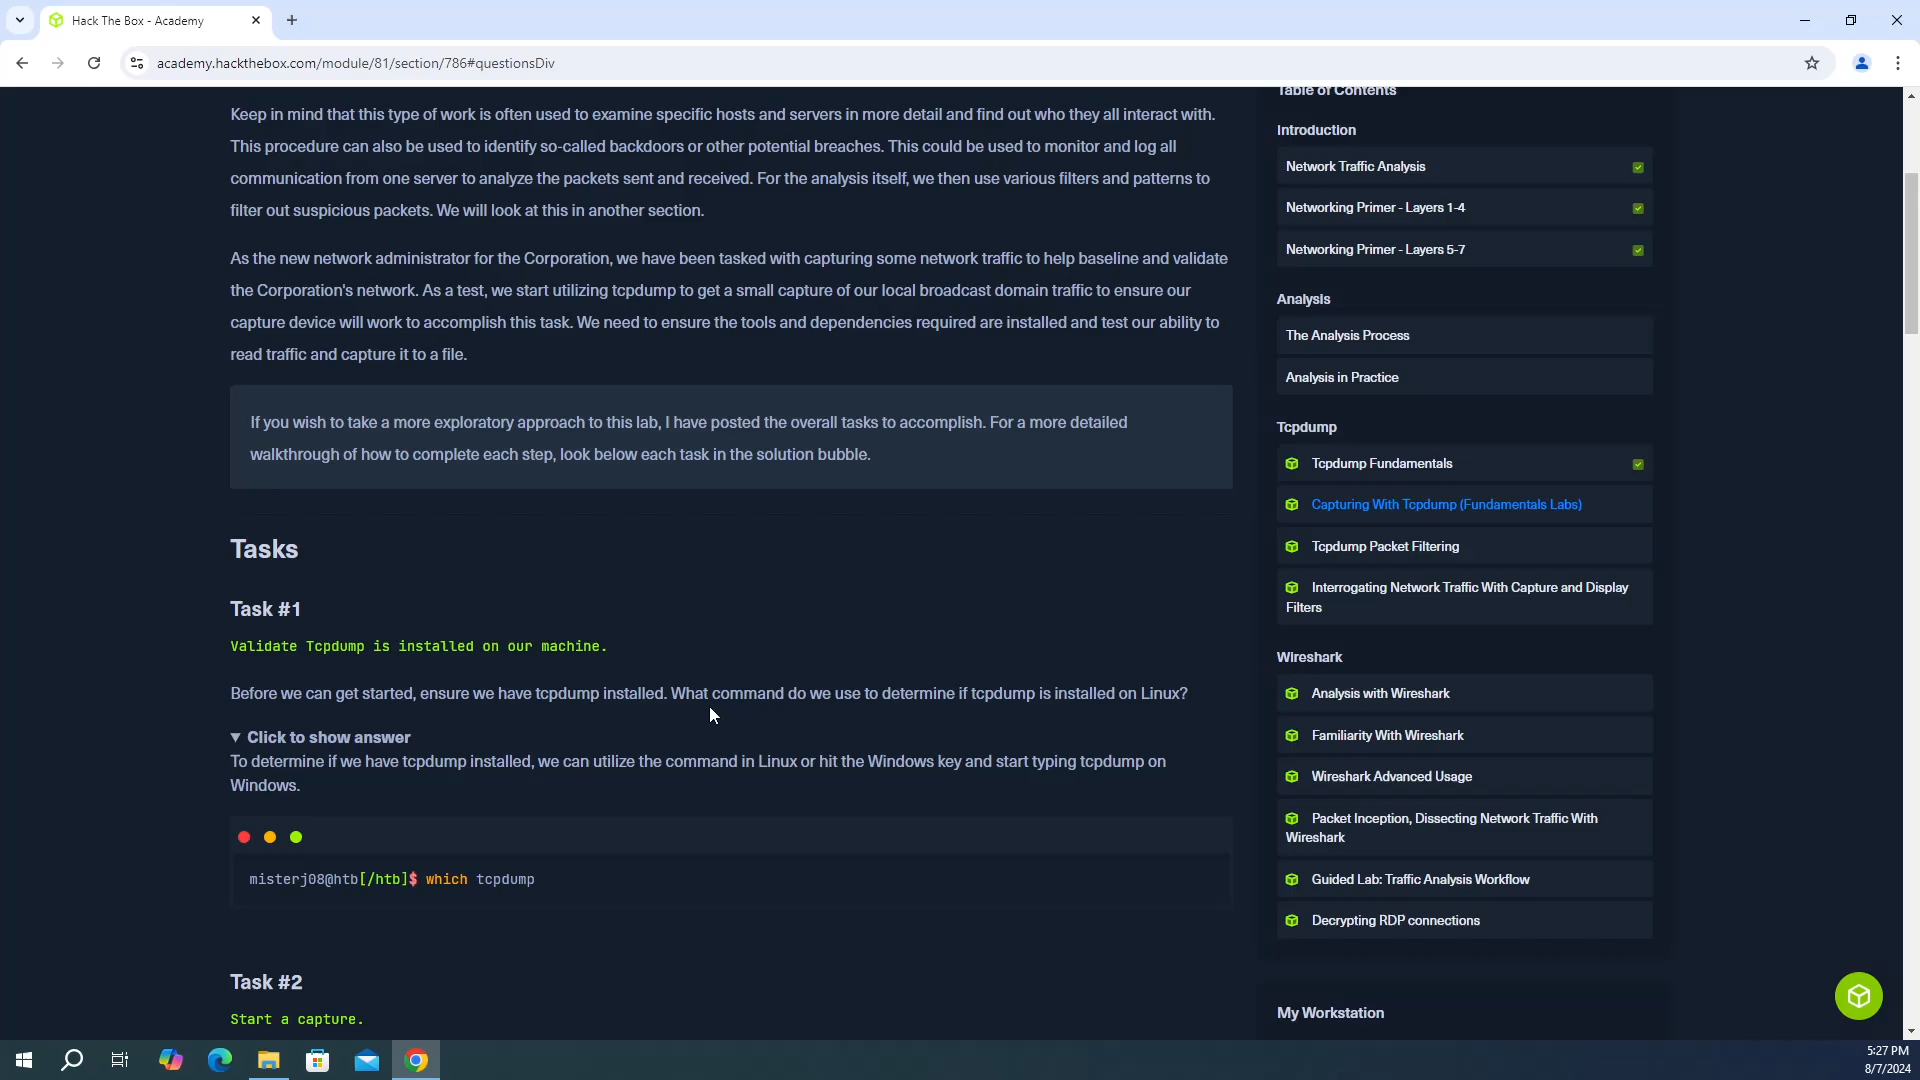 Hack The Box - Academy
academy.hackthebox.com/module/81/section/786#questionsDiv
Keep in mind that this type of work is often used to examine specific hosts and servers in more detail and find out who they all interact with.
This procedure can also be used to identify so-called backdoors or other potential breaches. This could be used to monitor and log all
communication from one server to analyze the packets sent and received. For the analysis itself, we then use various filters and patterns to
filter out suspicious packets. We will look at this in another section.
As the new network administrator for the Corporation, we have been tasked with capturing some network traffic to help baseline and validate
the Corporation's network. As a test, we start utilizing tcpdump to get a small capture of our local broadcast domain traffic to ensure our
capture device will work to accomplish this task. We need to ensure the tools and dependencies required are installed and test our ability to
read traffic and capture it to a file.
If you wish to take a more exploratory approach to this lab, I have posted the overall tasks to accomplish. For a more detailed
walkthrough of how to complete each step, look below each task in the solution bubble.
Tasks
Task #1
Validate Tcpdump is installed on our machine.
Before we can get started, ensure we have tcpdump installed. What command do we use to determine if tcpdump is installed on Linux?
▼ Click to show answer
To determine if we have tcpdump installed, we can utilize the command in Linux or hit the Windows key and start typing tcpdump on
Windows.
misterj08@htb[/htb]$ which tcpdump
Task #2
Start a capture.
Table of Contents
Introduction
Network Traffic Analysis
Networking Primer - Layers 1-4
Networking Primer - Layers 5-7
Analysis
The Analysis Process
Analysis in Practice
Tcpdump
Tcpdump Fundamentals
Capturing With Tcpdump (Fundamentals Labs)
Tcpdump Packet Filtering
Interrogating Network Traffic With Capture and Display
Filters
Wireshark
Analysis with Wireshark
Familiarity With Wireshark
Wireshark Advanced Usage
Packet Inception, Dissecting Network Traffic With
Wireshark
Guided Lab: Traffic Analysis Workflow
Decrypting RDP connections
My Workstation
5:27 PM
8/7/2024